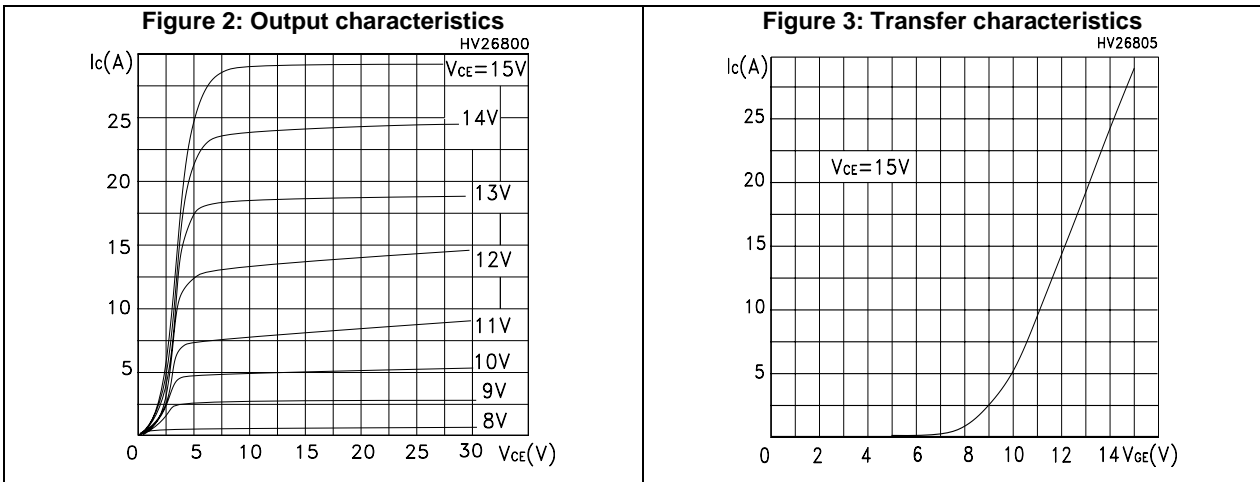 Figure 2: Output characteristics
HV26800
Ic(A)
VCE=15V
25
14V
20
13V
15
12V
10
11V
5
10V
9V
8V
0 5 10 15 20 25 30 VCE(V)
Figure 3: Transfer characteristics
HV26805
Ic(A)
25
VCE=15V
20
15
10
5
0 2 4 6 8 10 12 14 VGE(V)